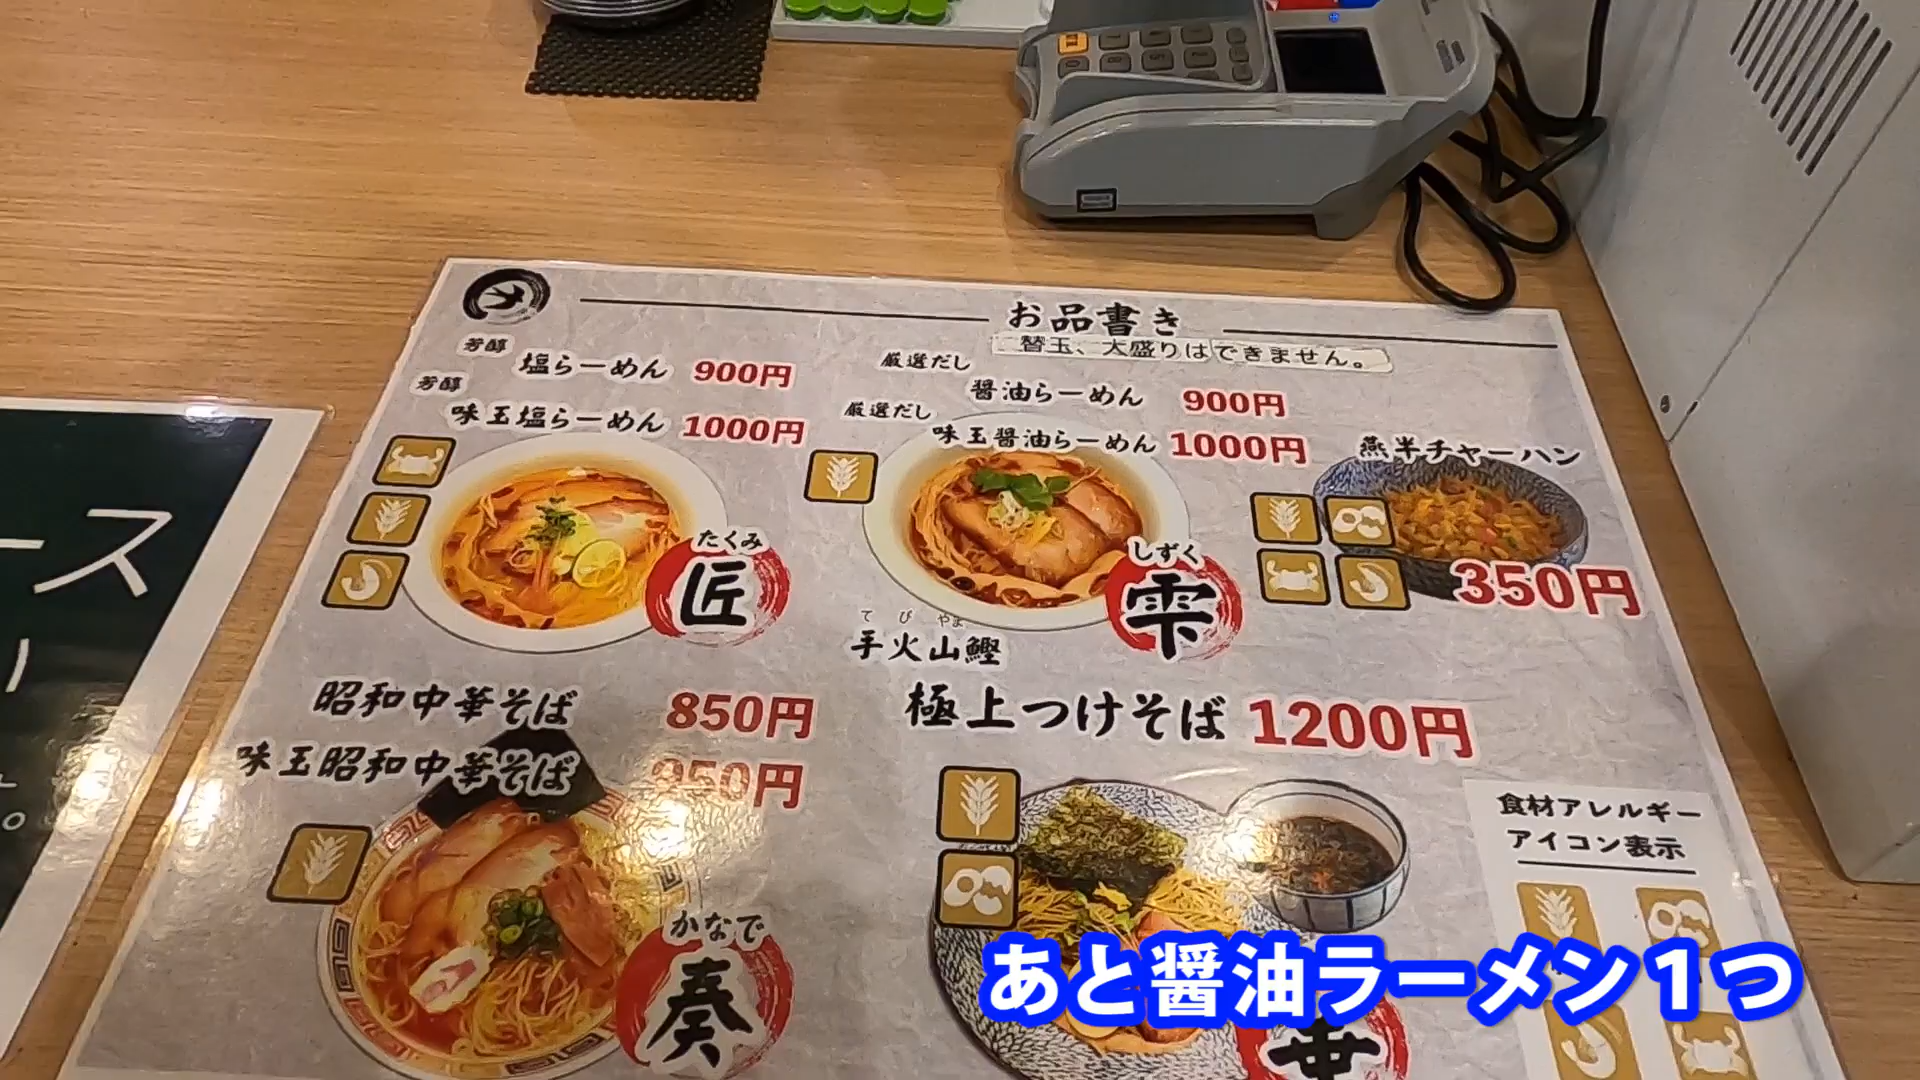 お品書き
替玉、大盛りはできません。
芳醇
塩らーめん 900円
芳醇
味玉塩らーめん 1000円
たくみ
匠
厳選だし
醤油らーめん 900円
厳選だし
味玉醤油らーめん 1000円
しずく
雫
燕半チャーハン
350円
昭和中華そば 850円
味玉昭和中華そば 950円
かなで
奏
てびやま
手火山鰹
極上つけそば 1200円
食材アレルギー
アイコン表示
ース
あと醤油ラーメン1つ